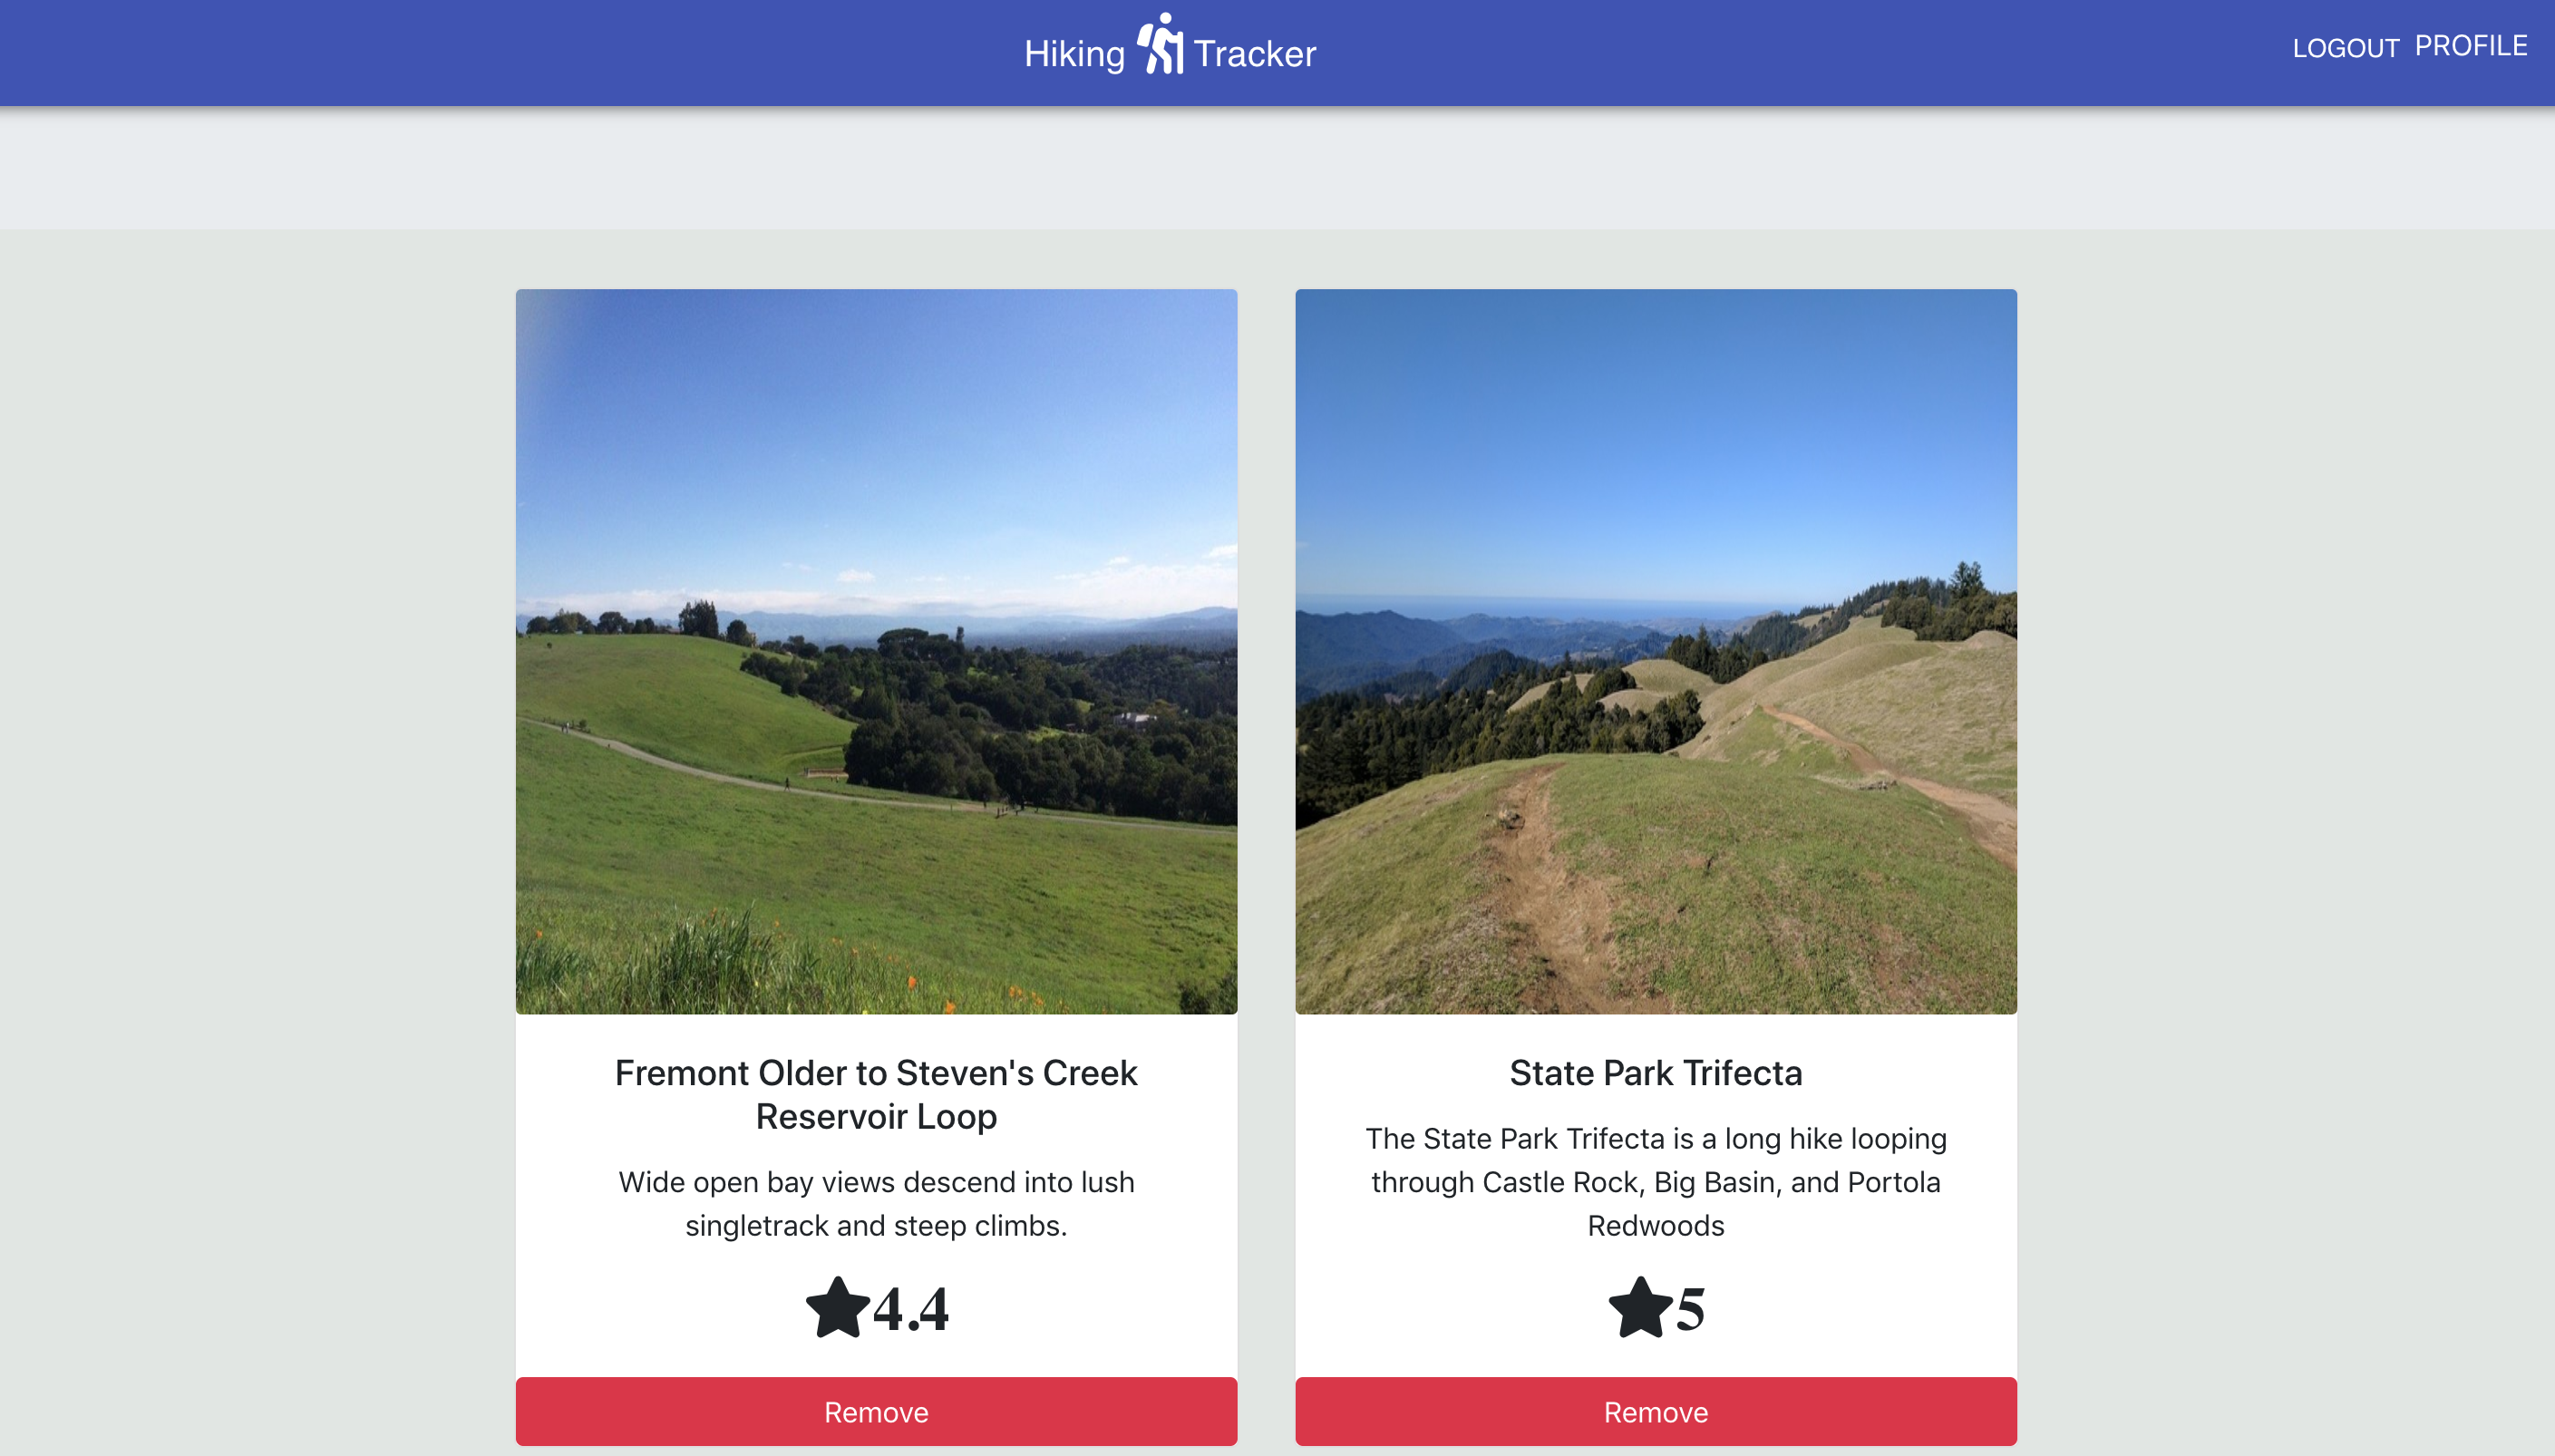 Hiking Tracker
LOGOUT PROFILE
Fremont Older to Steven's Creek
Reservoir Loop
Wide open bay views descend into lush
singletrack and steep climbs.
4.4
Remove
State Park Trifecta
The State Park Trifecta is a long hike looping
through Castle Rock, Big Basin, and Portola
Redwoods
5
Remove